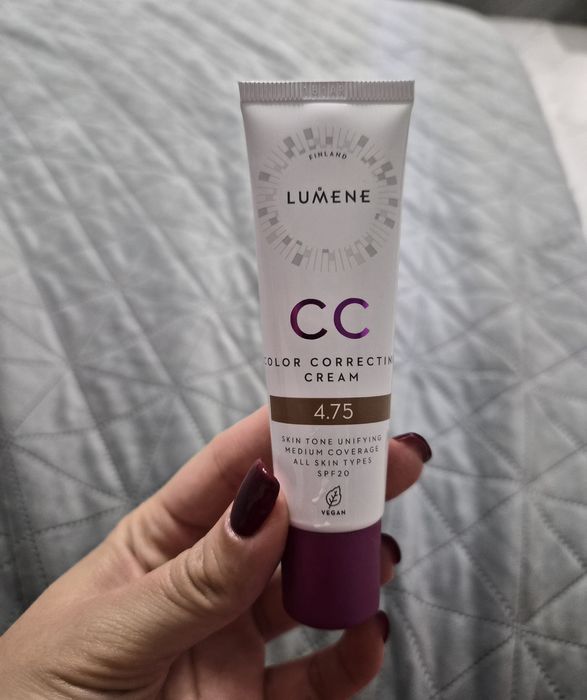 FINLAND
LUMENE
CC
COLOR CORRECTIN
CREAM
4.75
SKIN TONE UNIFYING
MEDIUM COVERAGE
ALL SKIN TYPES
SPF20
VEGAN